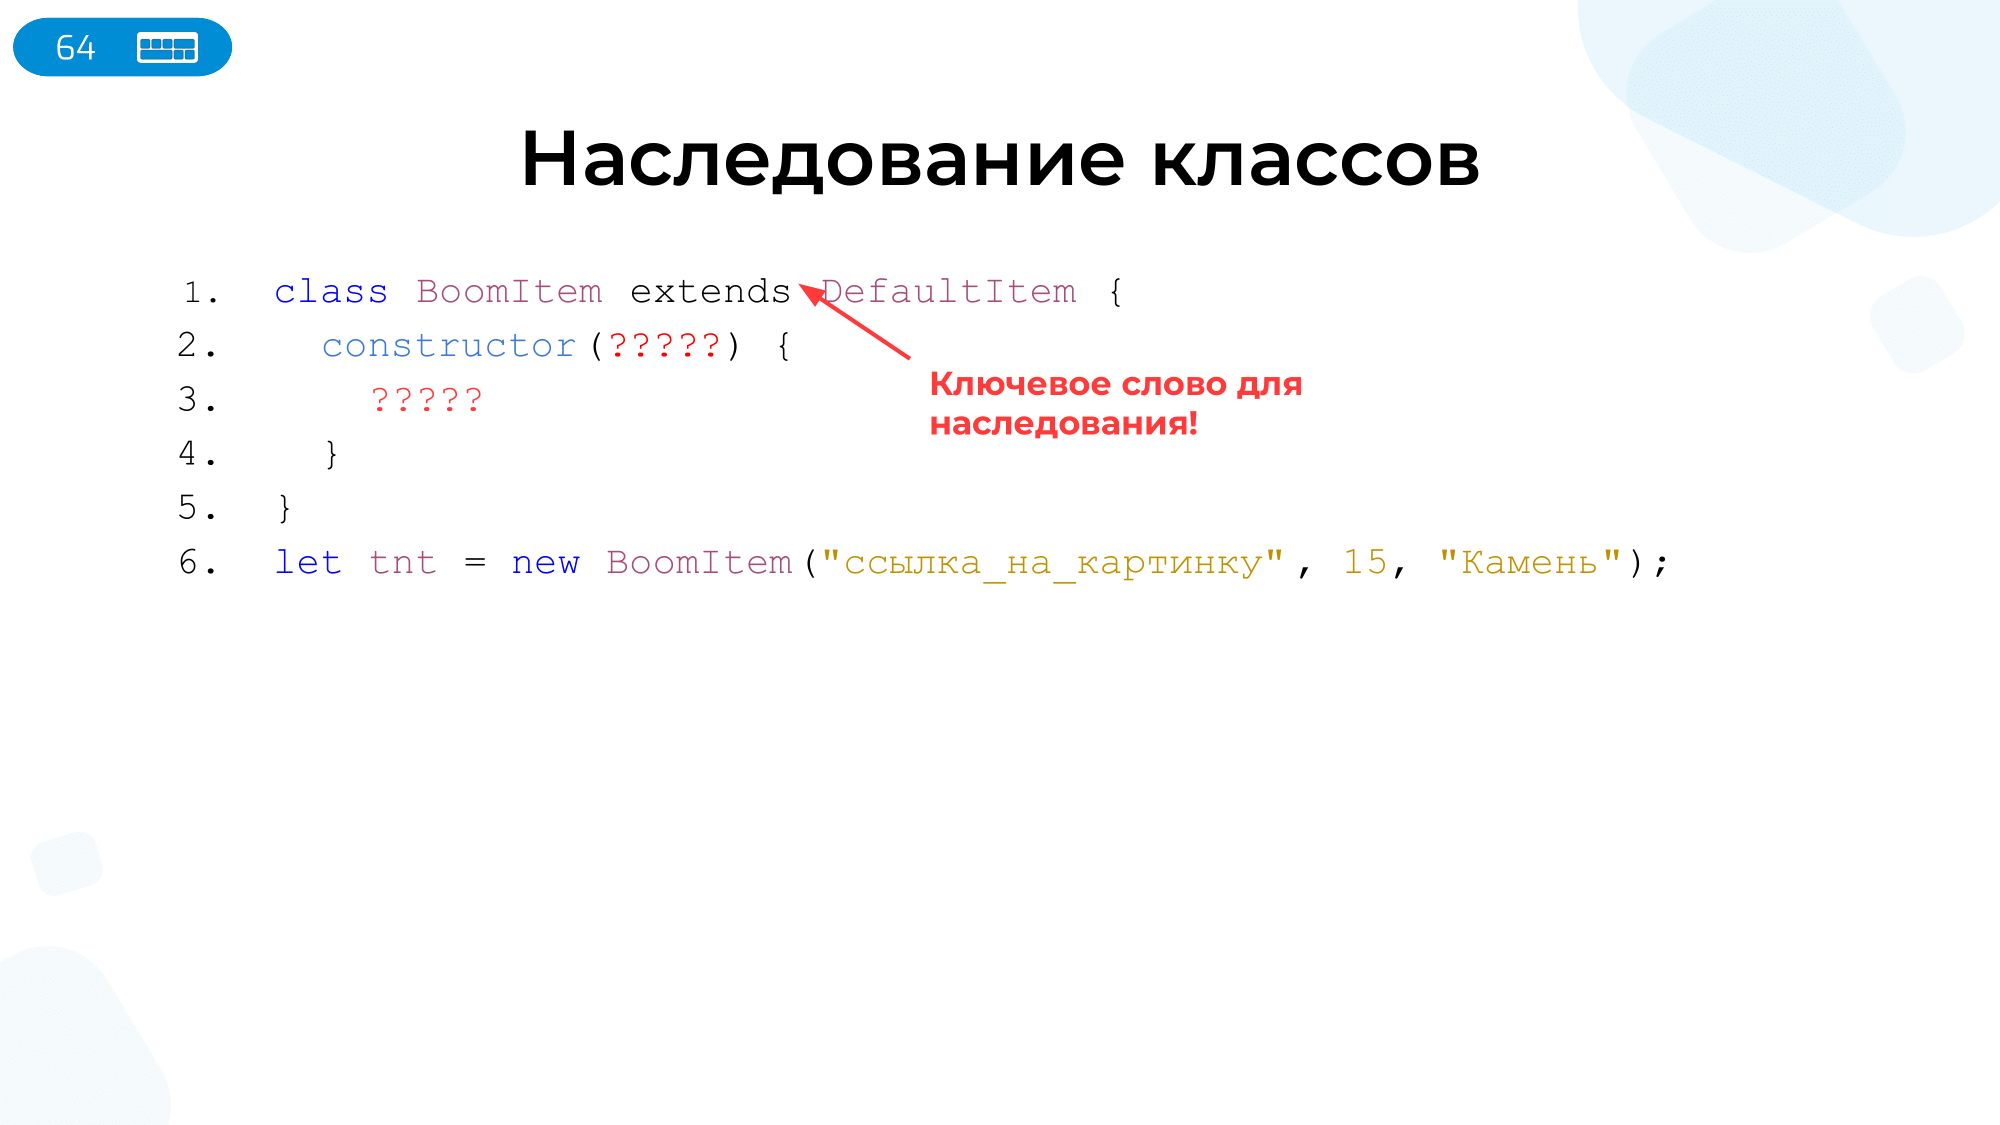 64
Наследование классов
1. class BoomItem extends DefaultItem {
2. constructor(?????) {
3. ?????
4. }
5. }
6. let tnt = new BoomItem("ссылка_на_картинку", 15, "Камень");
Ключевое слово для
наследования!